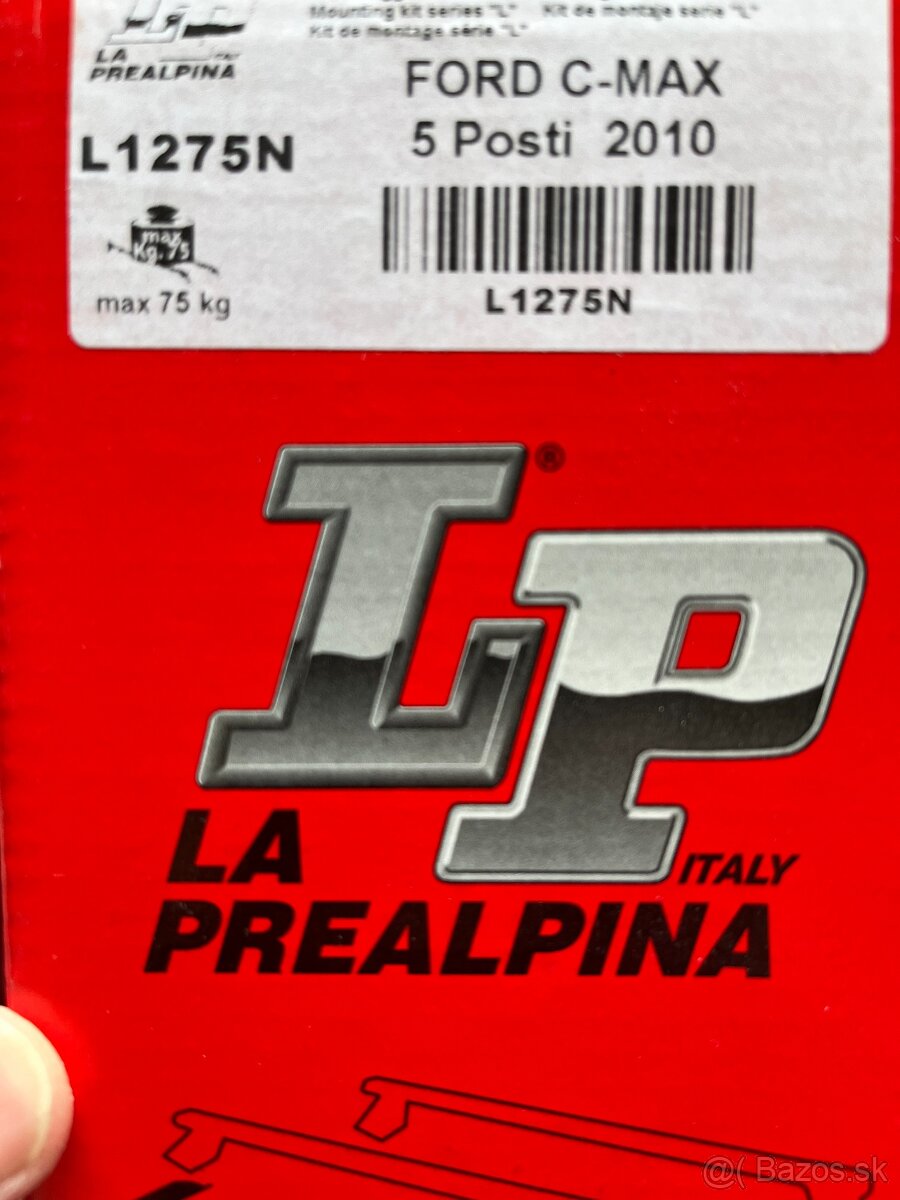 Mounting kit series "L" Kit de montaje serie "L"
Kit de montage série "L"
LA
PREALPINA
FORD C-MAX
5 Posti 2010
L1275N
max
Kg. 75
max 75 kg
L1275N
LP®
LA
ITALY
PREALPINA
@( Bazos.sk